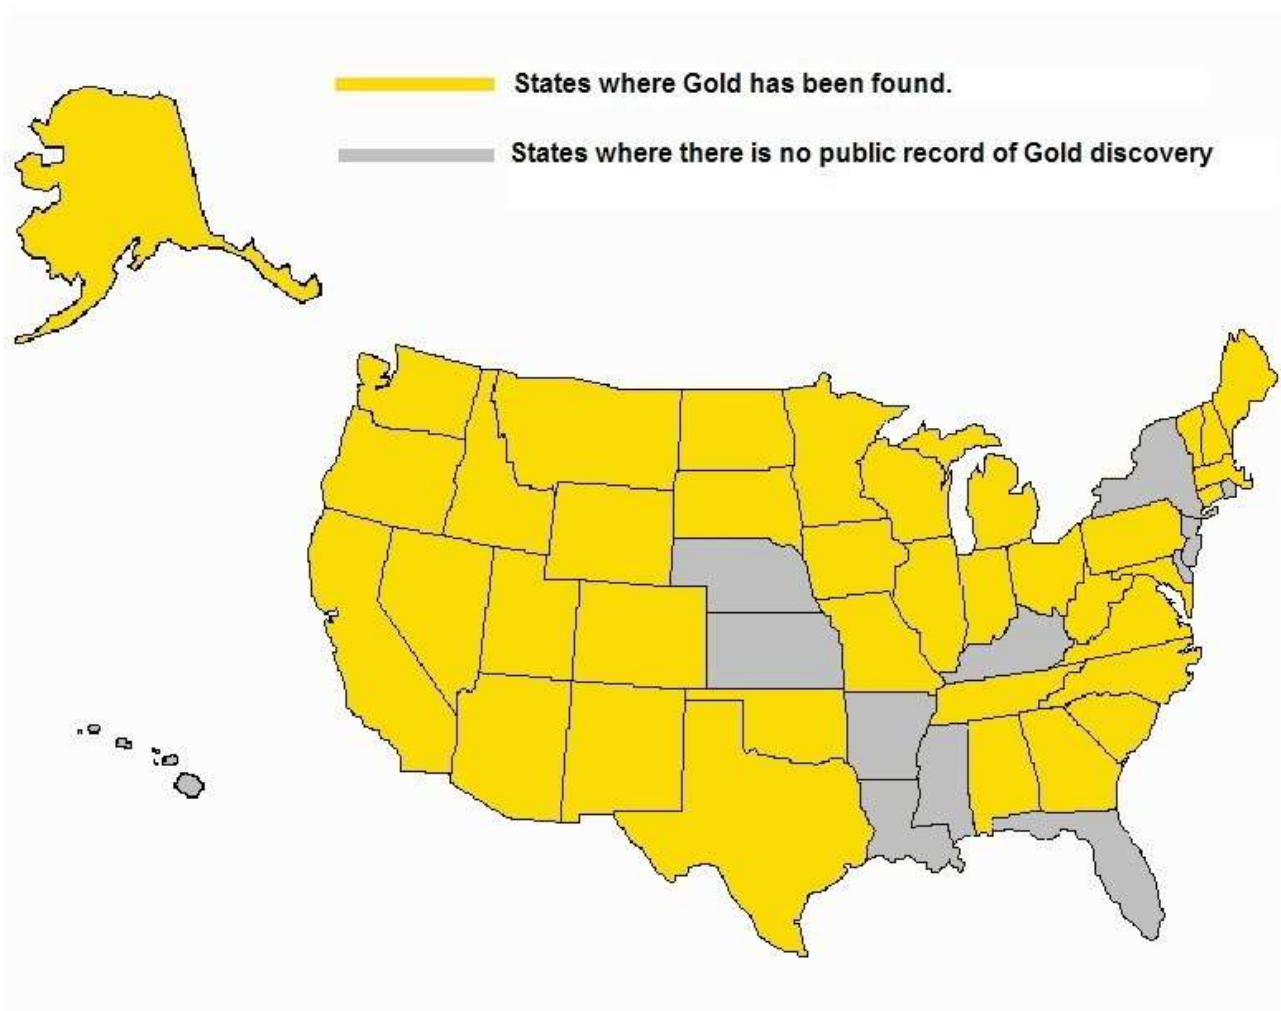 States where Gold has been found.
States where there is no public record of Gold discovery